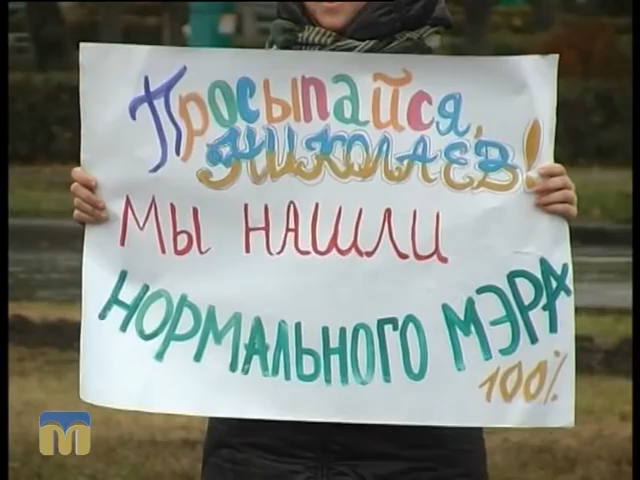 Просыпайся,
Николаев!
Мы нашли
нормального мэра
100%
M